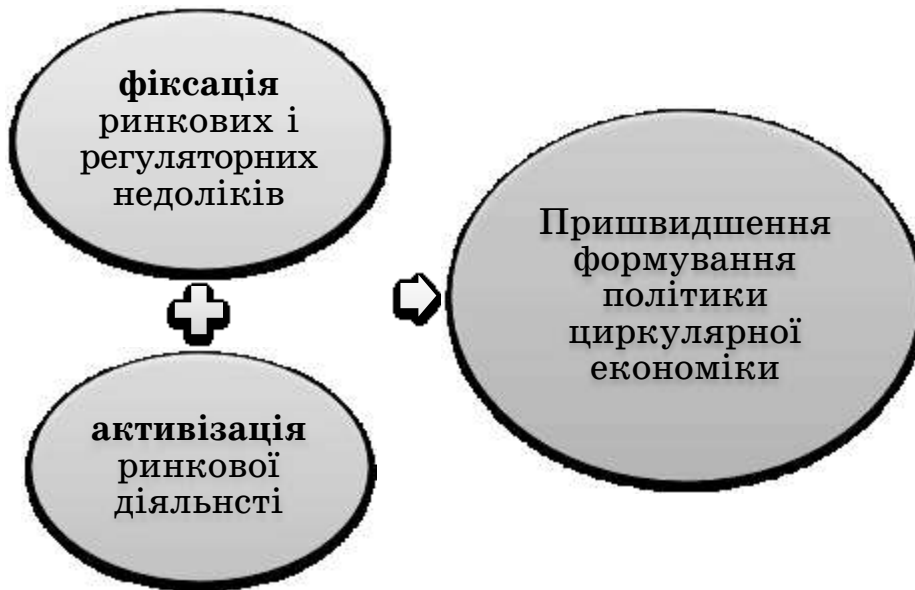 фіксація
ринкових і
регуляторних
недоліків
активізація
ринкової
діяльнсті
Пришвидшення
формування
політики
циркулярної
економіки